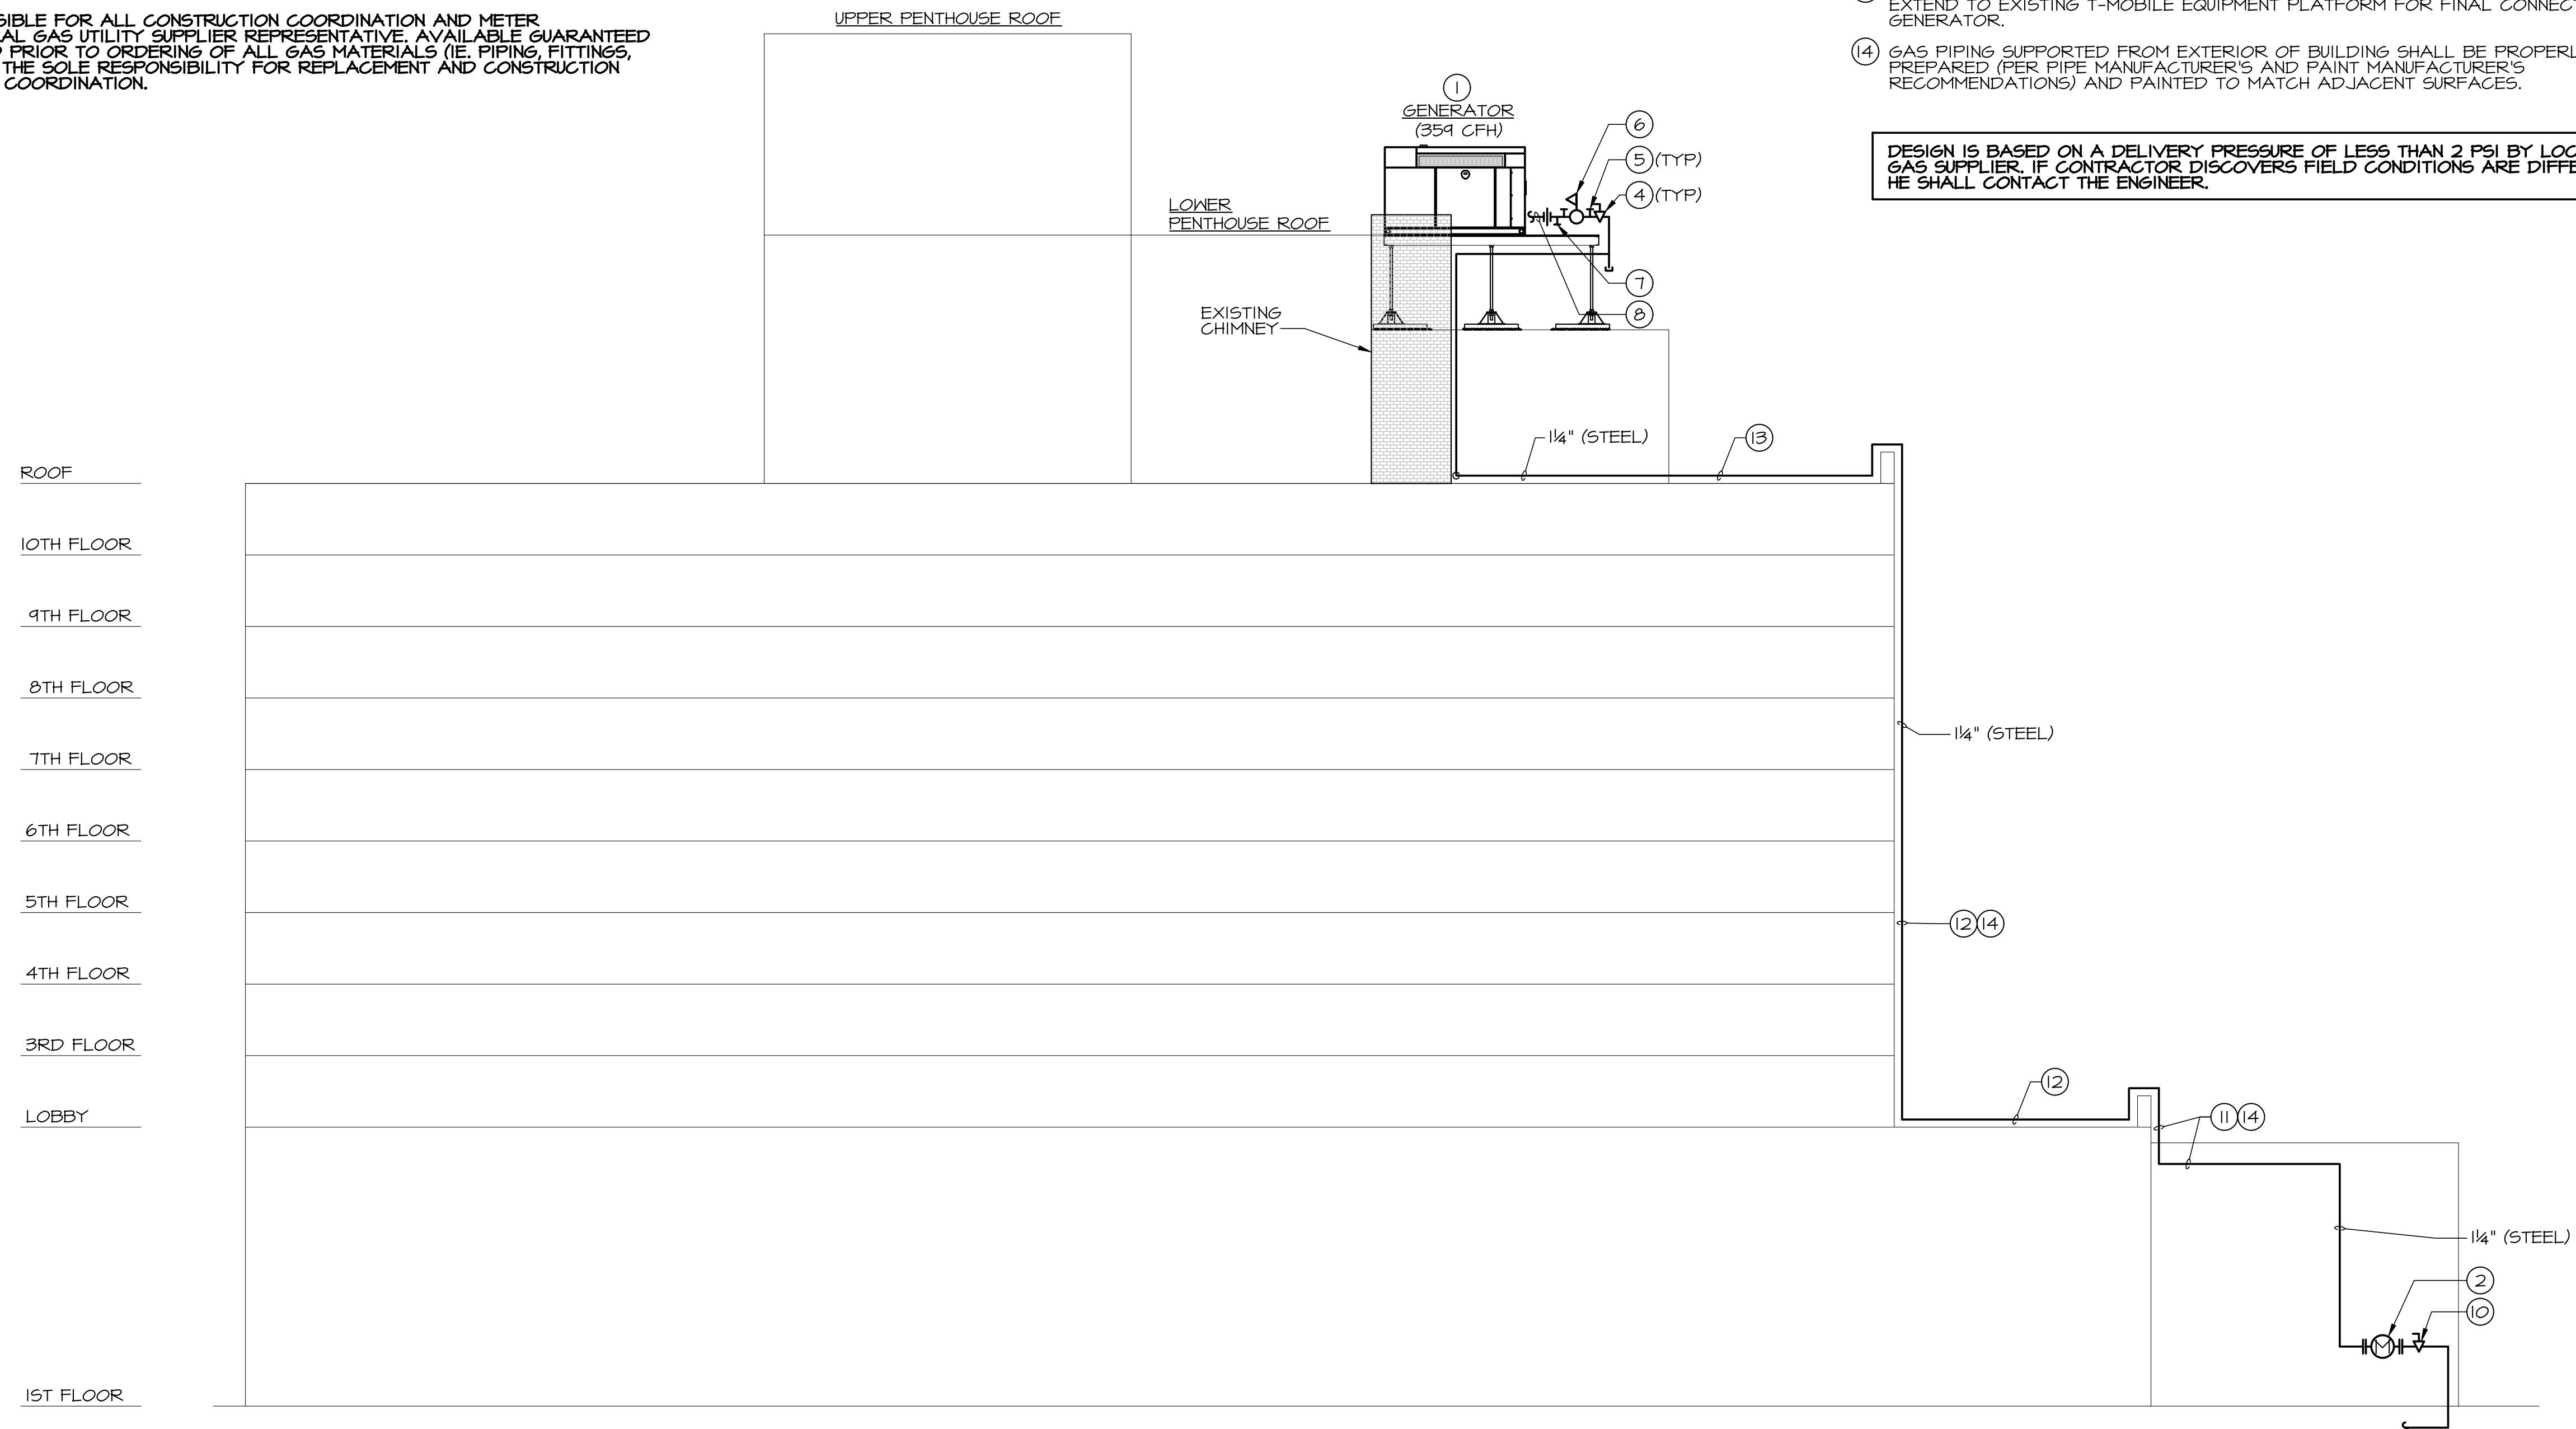 SIBLE FOR ALL CONSTRUCTION COORDINATION AND METER
AL GAS UTILITY SUPPLIER REPRESENTATIVE. AVAILABLE GUARANTEED
PRIOR TO ORDERING OF ALL GAS MATERIALS (IE. PIPING, FITTINGS,
THE SOLE RESPONSIBILITY FOR REPLACEMENT AND CONSTRUCTION
COORDINATION.
UPPER PENTHOUSE ROOF
EXTEND TO EXISTING T-MOBILE EQUIPMENT PLATFORM FOR FINAL CONNECT
GENERATOR.
14 GAS PIPING SUPPORTED FROM EXTERIOR OF BUILDING SHALL BE PROPERL
PREPARED (PER PIPE MANUFACTURER'S AND PAINT MANUFACTURER'S
RECOMMENDATIONS) AND PAINTED TO MATCH ADJACENT SURFACES.
DESIGN IS BASED ON A DELIVERY PRESSURE OF LESS THAN 2 PSI BY LOC
GAS SUPPLIER. IF CONTRACTOR DISCOVERS FIELD CONDITIONS ARE DIFFE
HE SHALL CONTACT THE ENGINEER.
1
GENERATOR
(359 CFH)
6
5 (TYP)
4 (TYP)
LOWER
PENTHOUSE ROOF
7
8
EXISTING
CHIMNEY
1¼" (STEEL)
13
ROOF
10TH FLOOR
9TH FLOOR
8TH FLOOR
7TH FLOOR
1¼" (STEEL)
6TH FLOOR
5TH FLOOR
12 14
4TH FLOOR
3RD FLOOR
12
LOBBY
11 14
1¼" (STEEL)
2
M
10
1ST FLOOR